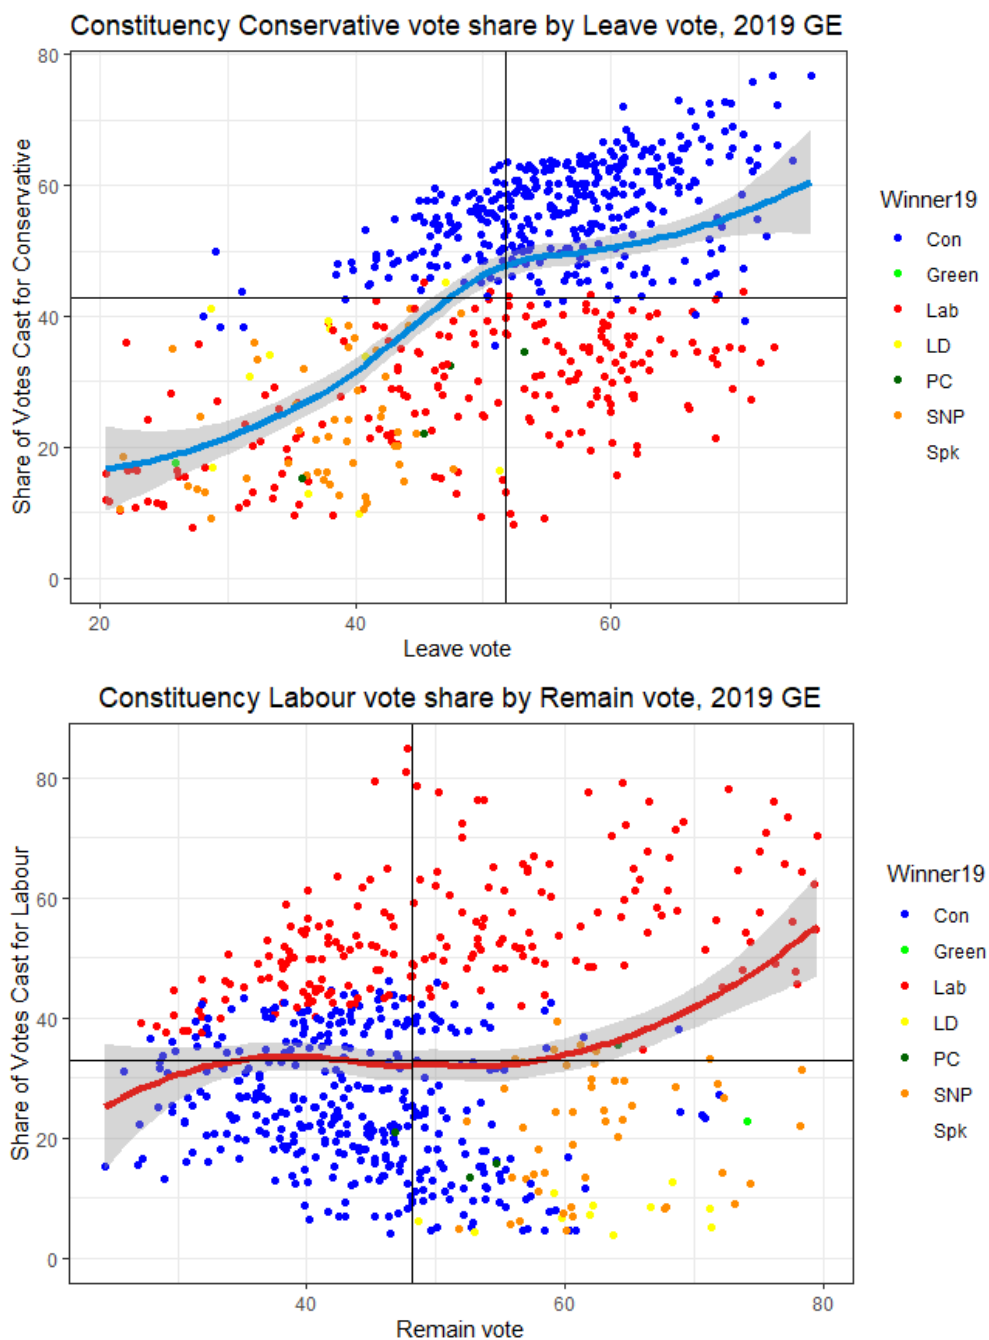 Constituency Conservative vote share by Leave vote, 2019 GE
80
60
40
20
0
Share of Votes Cast for Conservative
20
40
60
Leave vote
Winner19
Con
Green
Lab
LD
PC
SNP
Spk
Constituency Labour vote share by Remain vote, 2019 GE
80
60
40
20
0
Share of Votes Cast for Labour
40
60
80
Remain vote
Winner19
Con
Green
Lab
LD
PC
SNP
Spk